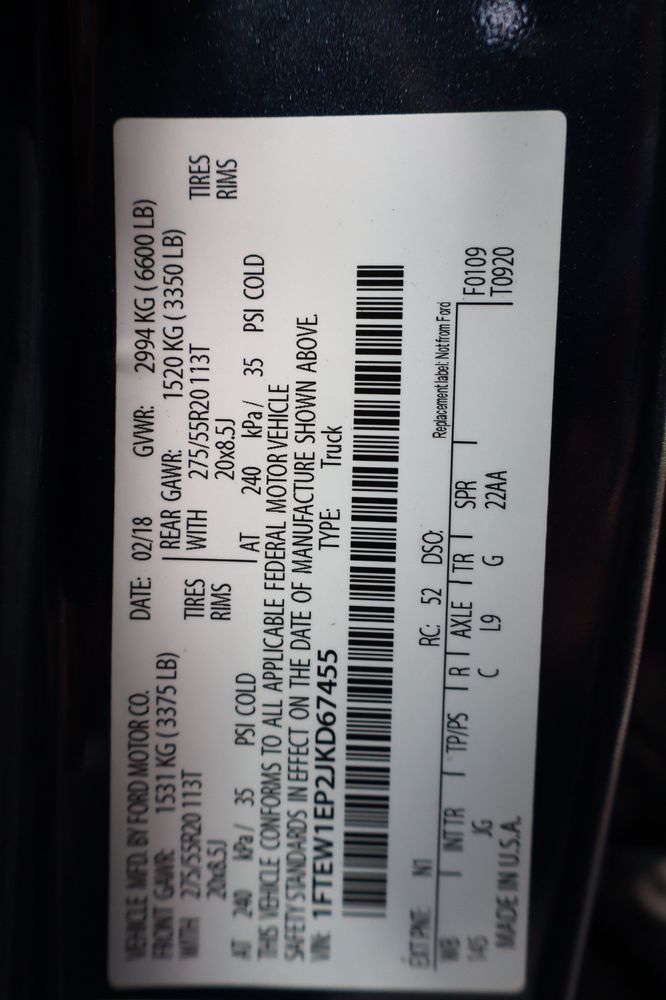 VEHICLE MFD. BY FORD MOTOR CO. DATE: 02/18 GVWR: 2994 KG ( 6600 LB)
FRONT GAWR: 1531 KG ( 3375 LB) REAR GAWR: 1520 KG ( 3350 LB)
WITH 275/55R20 113T TIRES WITH 275/55R20 113T TIRES
20x8.5J RIMS 20x8.5J RIMS
AT 240 kPa/ 35 PSI COLD AT 240 kPa/ 35 PSI COLD
THIS VEHICLE CONFORMS TO ALL APPLICABLE FEDERAL MOTOR VEHICLE
SAFETY STANDARDS IN EFFECT ON THE DATE OF MANUFACTURE SHOWN ABOVE.
VIN: 1FTEW1EP2JKD67455 TYPE: Truck
EXT PNT: N1 RC: 52 DSO: Replacement label: Not from Ford
WB INT TR TP/PS R AXLE TR SPR F0109
145 JG C L9 G 22AA T0920
MADE IN U.S.A.